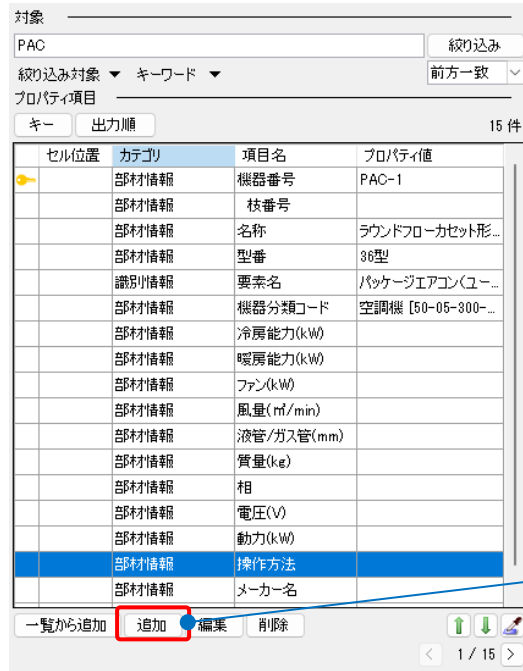 対象
PAC 絞り込み
絞り込み対象 ▼ キーワード ▼ 前方一致
プロパティ項目
キー 出力順 15 件
セル位置 カテゴリ 項目名 プロパティ値
部材情報 機器番号 PAC-1
部材情報 枝番号
部材情報 名称 ラウンドフローカセット形...
部材情報 型番 36型
識別情報 要素名 パッケージエアコン(ユー...
部材情報 機器分類コード 空調機 [50-05-300-...
部材情報 冷房能力(kW)
部材情報 暖房能力(kW)
部材情報 ファン(kW)
部材情報 風量(㎥/min)
部材情報 液管/ガス管(mm)
部材情報 質量(kg)
部材情報 相
部材情報 電圧(V)
部材情報 動力(kW)
部材情報 操作方法
部材情報 メーカー名
一覧から追加 追加 編集 削除
< 1 / 15 >